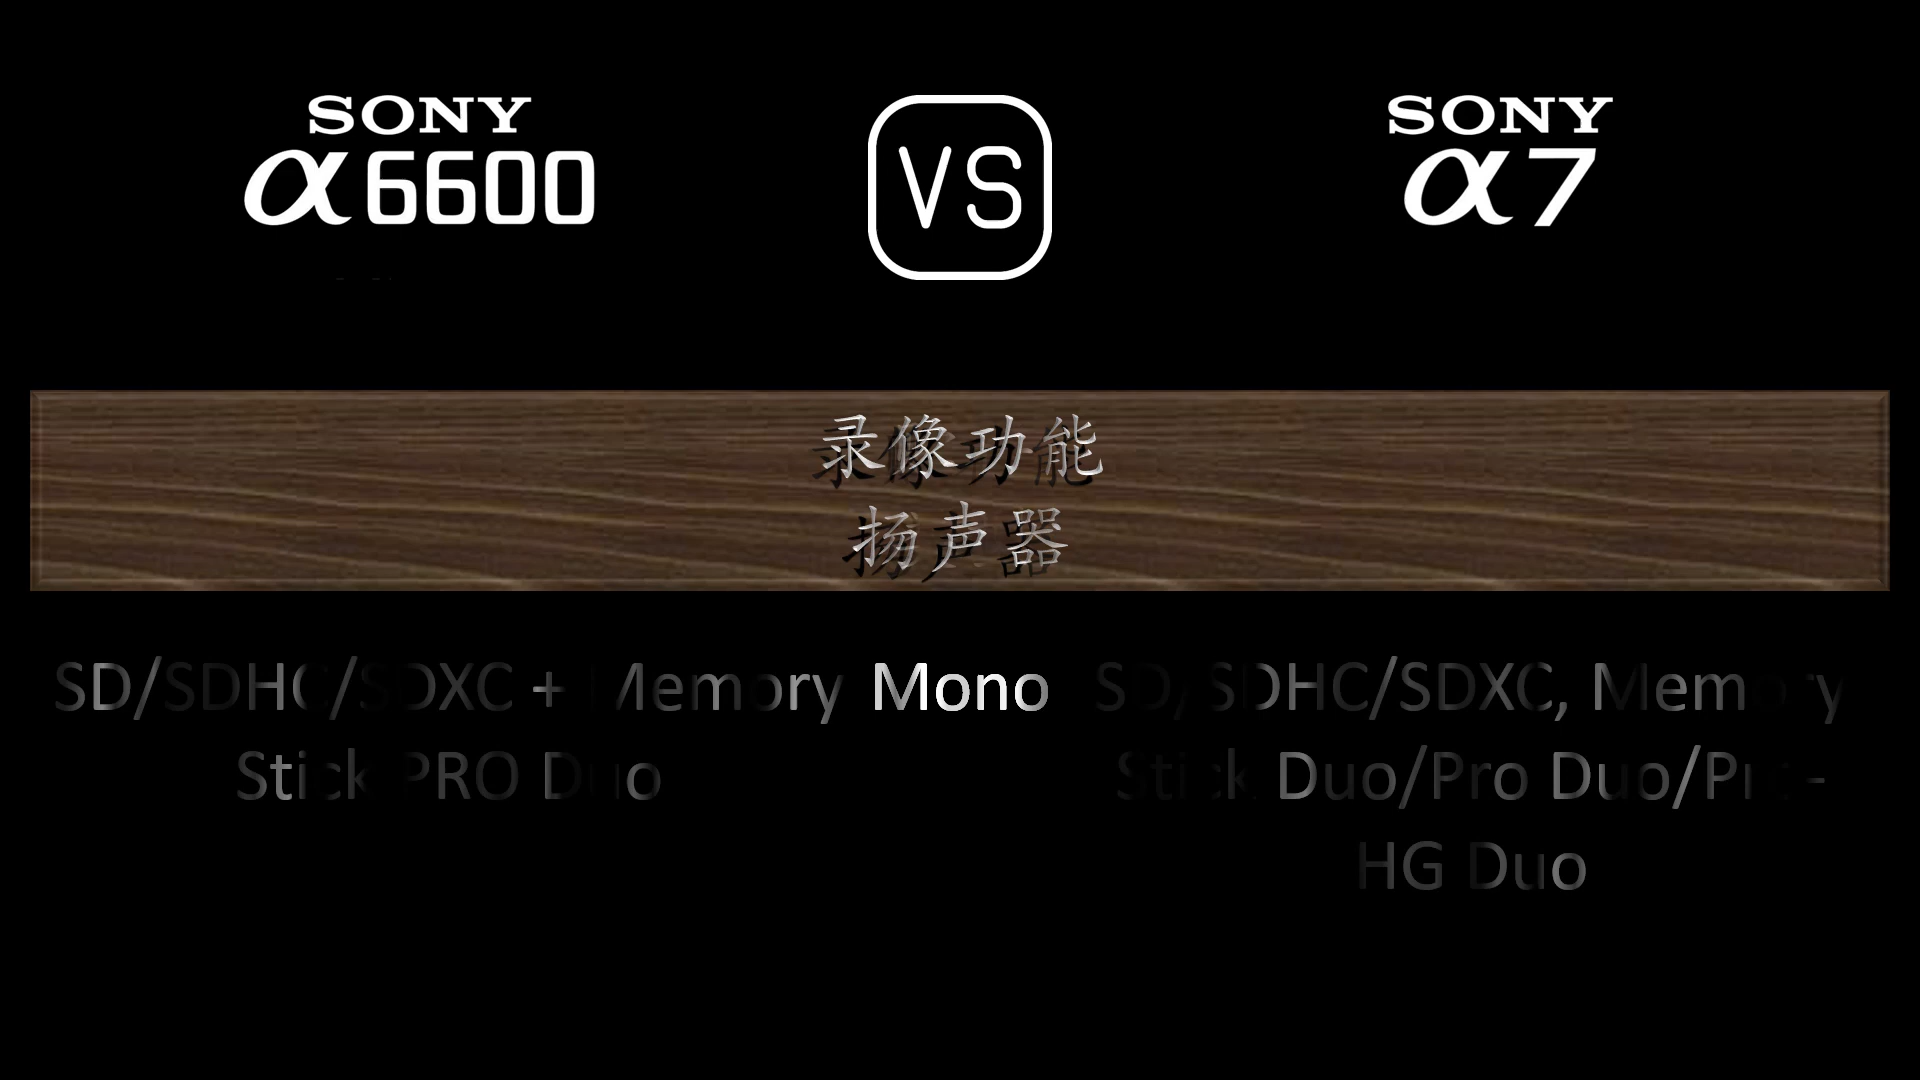 SONY
α6600
VS
SONY
α7
录像功能
扬声器
SD/SDHC/SDXC + Memory
Stick PRO Duo
Mono
SD/SDHC/SDXC, Memory
Stick Duo/Pro Duo/Pro-
HG Duo